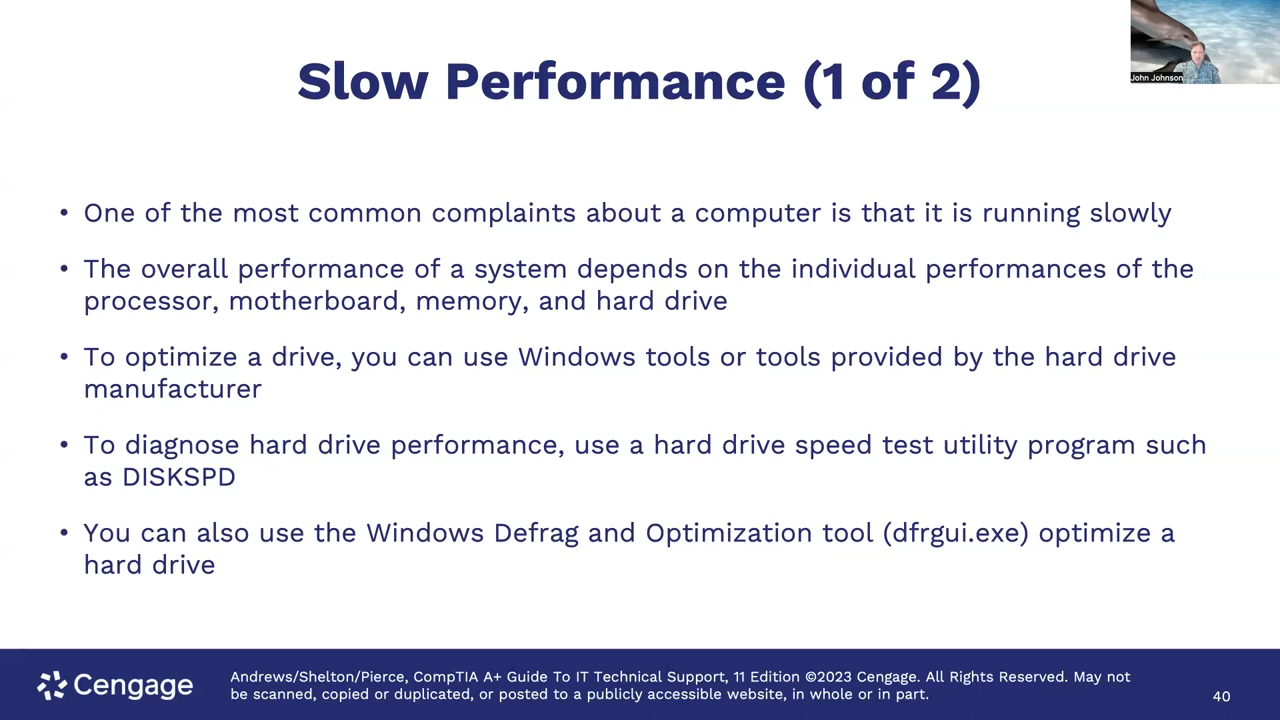 John Johnson
Slow Performance (1 of 2)
• One of the most common complaints about a computer is that it is running slowly
• The overall performance of a system depends on the individual performances of the
processor, motherboard, memory, and hard drive
• To optimize a drive, you can use Windows tools or tools provided by the hard drive
manufacturer
• To diagnose hard drive performance, use a hard drive speed test utility program such
as DISKSPD
• You can also use the Windows Defrag and Optimization tool (dfrgui.exe) optimize a
hard drive
Cengage
Andrews/Shelton/Pierce, CompTIA A+ Guide To IT Technical Support, 11 Edition ©2023 Cengage. All Rights Reserved. May not
be scanned, copied or duplicated, or posted to a publicly accessible website, in whole or in part.
40